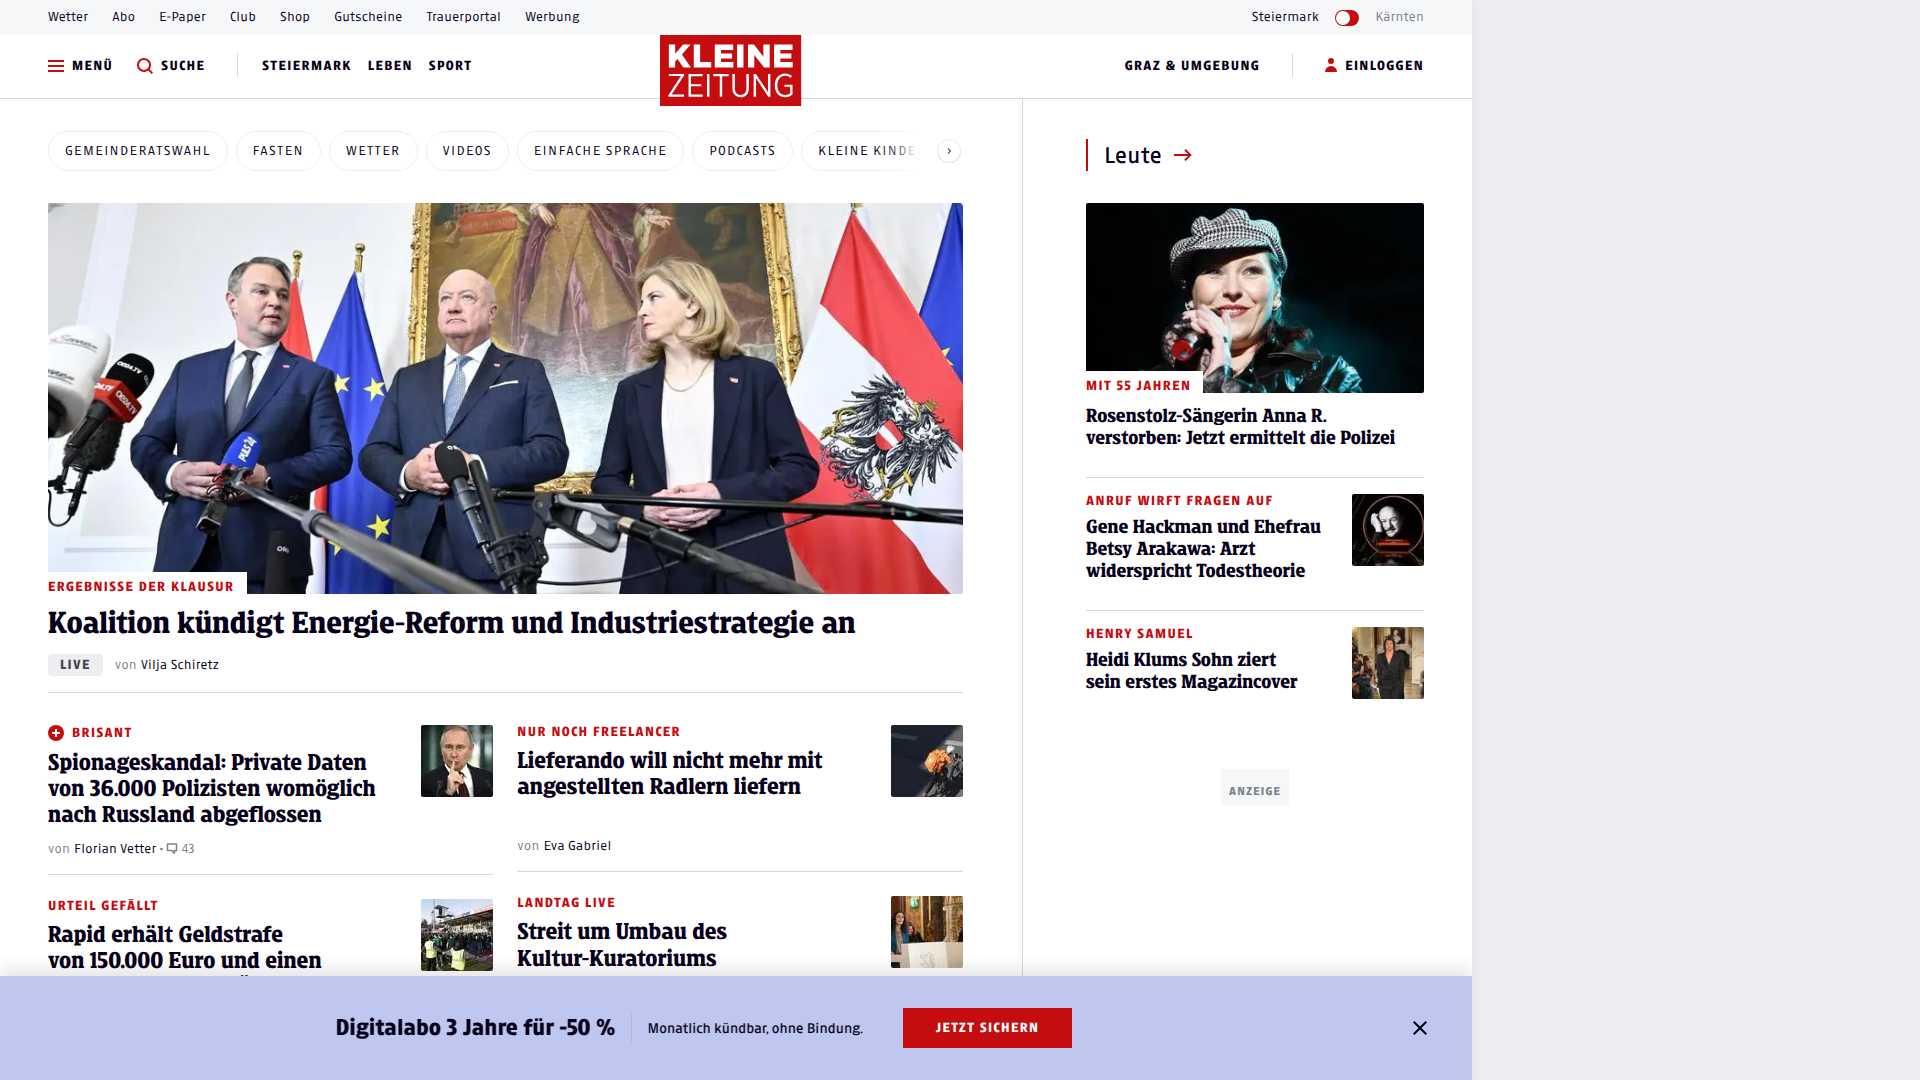 Wetter Abo E-Paper Club Shop Gutscheine Trauerportal Werbung Steiermark Kärnten
MENÜ SUCHE STEIERMARK LEBEN SPORT KLEINE ZEITUNG GRAZ & UMGEBUNG EINLOGGEN
GEMEINDERATSWAHL FASTEN WETTER VIDEOS EINFACHE SPRACHE PODCASTS KLEINE KINDE
ERGEBNISSE DER KLAUSUR
Koalition kündigt Energie-Reform und Industriestrategie an
LIVE von Vilja Schiretz
BRISANT
Spionageskandal: Private Daten
von 36.000 Polizisten womöglich
nach Russland abgeflossen
von Florian Vetter · 43
NUR NOCH FREELANCER
Lieferando will nicht mehr mit
angestellten Radlern liefern
von Eva Gabriel
URTEIL GEFÄLLT
Rapid erhält Geldstrafe
von 150.000 Euro und einen
LANDTAG LIVE
Streit um Umbau des
Kultur-Kuratoriums
Leute
MIT 55 JAHREN
Rosenstolz-Sängerin Anna R.
verstorben: Jetzt ermittelt die Polizei
ANRUF WIRFT FRAGEN AUF
Gene Hackman und Ehefrau
Betsy Arakawa: Arzt
widerspricht Todestheorie
HENRY SAMUEL
Heidi Klums Sohn ziert
sein erstes Magazincover
ANZEIGE
Digitalabo 3 Jahre für -50 % Monatlich kündbar, ohne Bindung. JETZT SICHERN